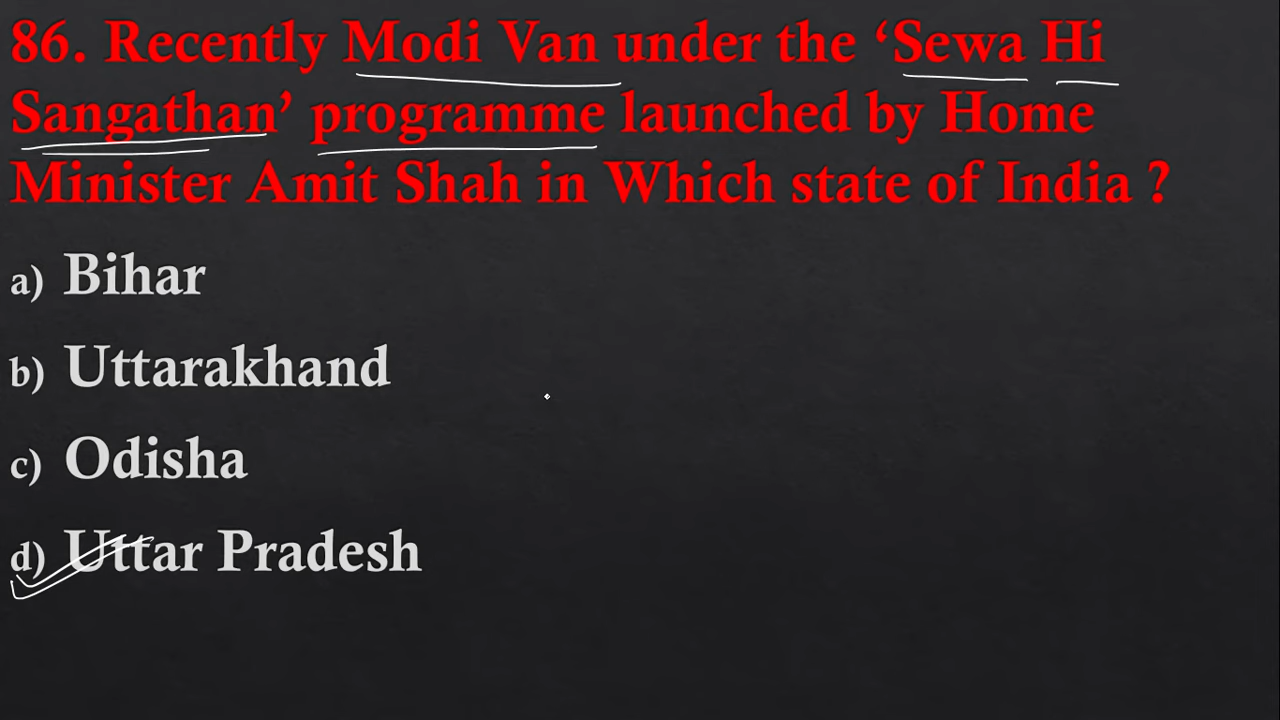 86. Recently Modi Van under the ‘Sewa Hi
Sangathan’ programme launched by Home
Minister Amit Shah in Which state of India ?
a) Bihar
b) Uttarakhand
c) Odisha
d) Uttar Pradesh